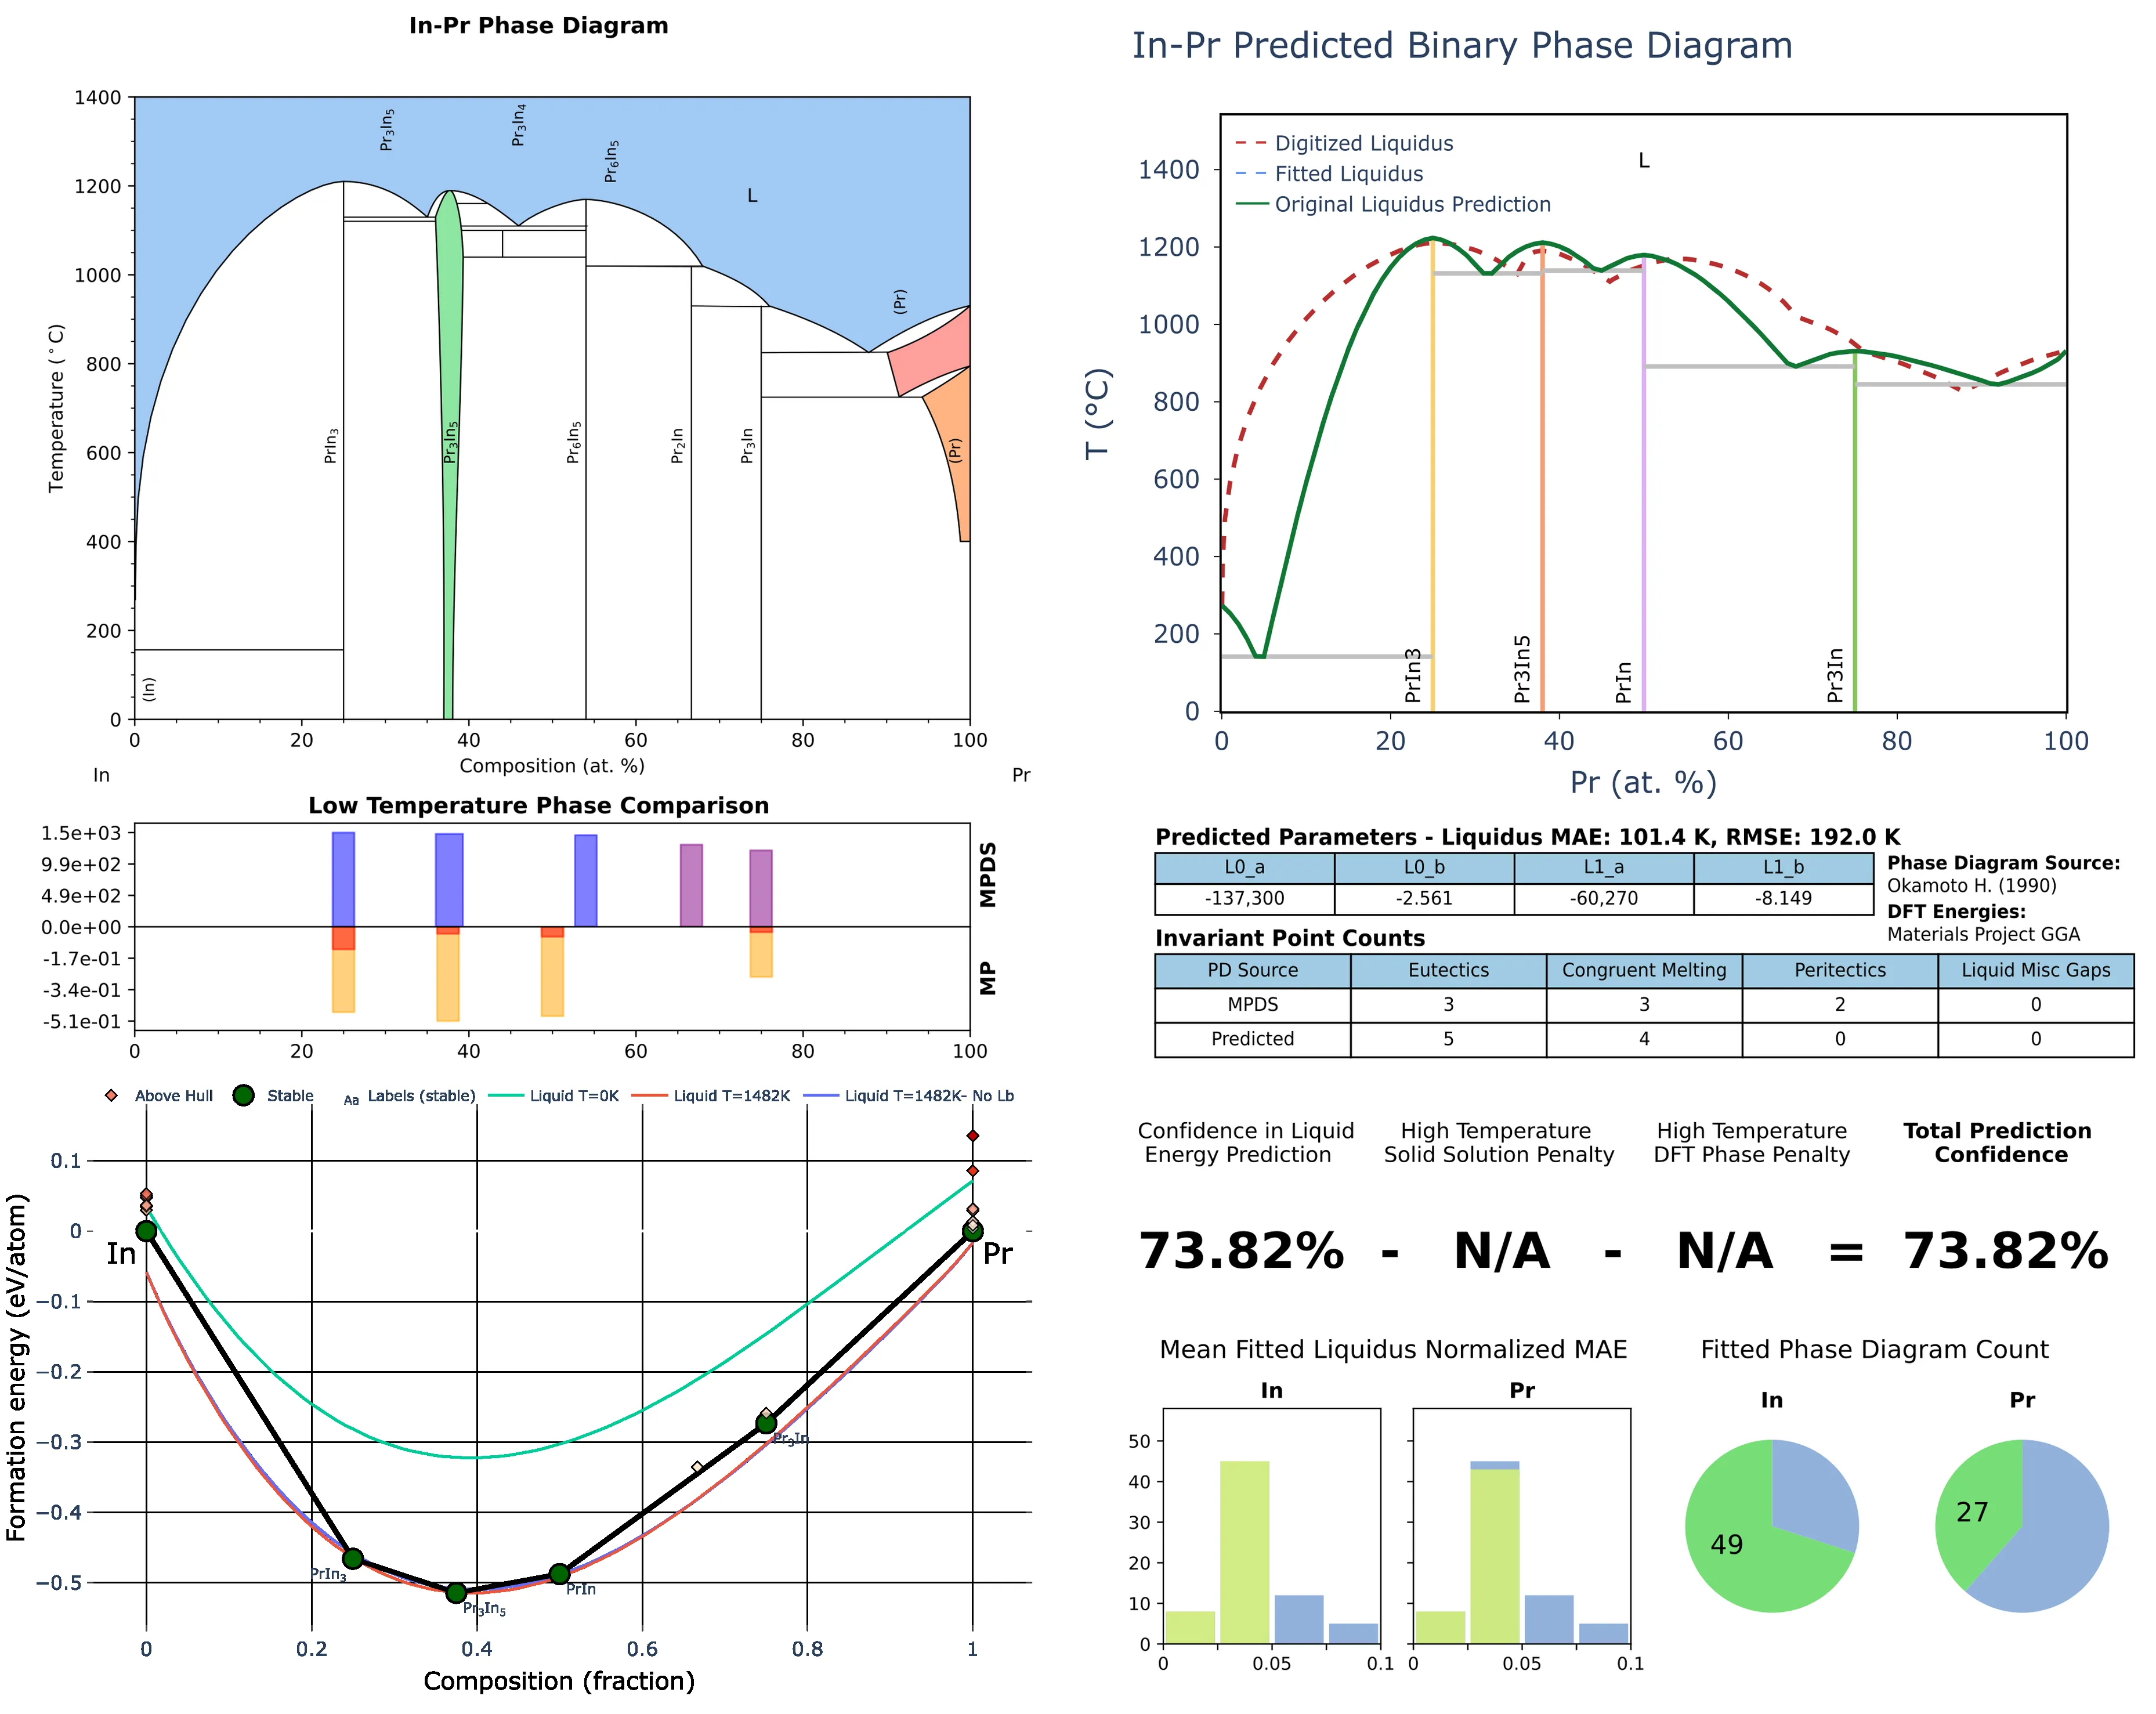 In-Pr Phase Diagram
1400
1200
1000
800
600
400
200
0
Temperature (°C)
Pr3In5
Pr3In4
Pr6In5
L
(Pr)
PrIn3
Pr3In5
Pr6In5
Pr2In
Pr3In
(Pr)
(In)
0 20 40 60 80 100
Composition (at. %)
In
Pr
Low Temperature Phase Comparison
1.5e+03
9.9e+02
4.9e+02
0.0e+00
-1.7e-01
-3.4e-01
-5.1e-01
MPDS
MP
0 20 40 60 80 100
Above Hull
Stable
Aa Labels (stable)
Liquid T=0K
Liquid T=1482K
Liquid T=1482K- No Lb
0.1
0
−0.1
−0.2
−0.3
−0.4
−0.5
Formation energy (eV/atom)
In
Pr
PrIn3
Pr3In5
PrIn
Pr3In
0 0.2 0.4 0.6 0.8 1
Composition (fraction)
In-Pr Predicted Binary Phase Diagram
Digitized Liquidus
Fitted Liquidus
Original Liquidus Prediction
L
1400
1200
1000
800
600
400
200
0
T (°C)
PrIn3
Pr3In5
PrIn
Pr3In
0 20 40 60 80 100
Pr (at. %)
Predicted Parameters - Liquidus MAE: 101.4 K, RMSE: 192.0 K
L0_a L0_b L1_a L1_b
-137,300 -2.561 -60,270 -8.149
Phase Diagram Source:
Okamoto H. (1990)
DFT Energies:
Materials Project GGA
Invariant Point Counts
PD Source Eutectics Congruent Melting Peritectics Liquid Misc Gaps
MPDS 3 3 2 0
Predicted 5 4 0 0
Confidence in Liquid
Energy Prediction
High Temperature
Solid Solution Penalty
High Temperature
DFT Phase Penalty
Total Prediction
Confidence
73.82% - N/A - N/A = 73.82%
Mean Fitted Liquidus Normalized MAE
In
Pr
50
40
30
20
10
0
0 0.05 0.1
0 0.05 0.1
Fitted Phase Diagram Count
In
Pr
49
27